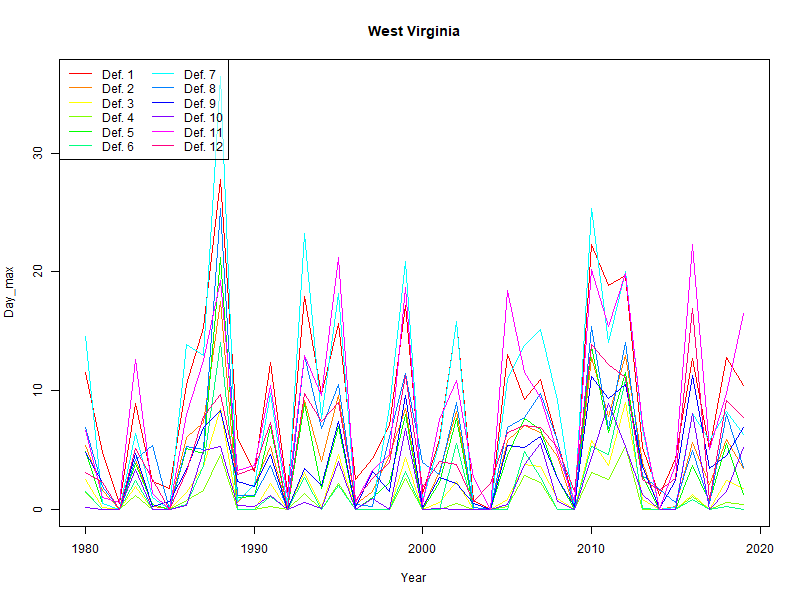 West Virginia
Def. 1
Def. 2
Def. 3
Def. 4
Def. 5
Def. 6
Def. 7
Def. 8
Def. 9
Def. 10
Def. 11
Def. 12
Day_max
30
20
10
0
1980
1990
2000
2010
2020
Year